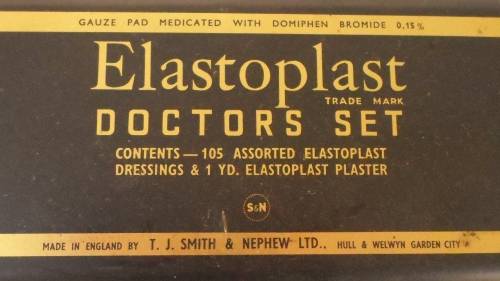 GAUZE PAD MEDICATED WITH DOMIPHEN BROMIDE 0.15%
Elastoplast
TRADE MARK
DOCTORS SET
CONTENTS — 105 ASSORTED ELASTOPLAST
DRESSINGS & 1 YD. ELASTOPLAST PLASTER
S&N
MADE IN ENGLAND BY T. J. SMITH & NEPHEW LTD., HULL & WELWYN GARDEN CITY